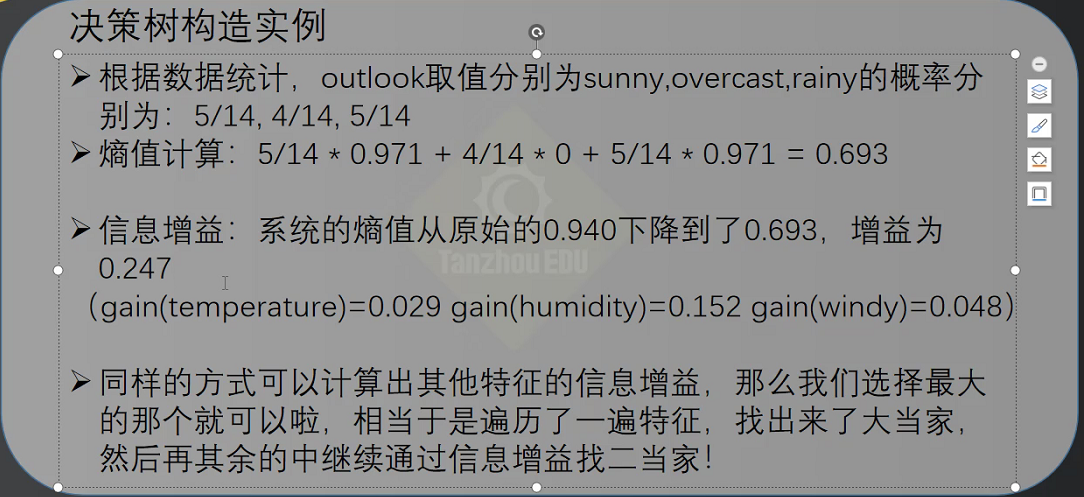 决策树构造实例
➢ 根据数据统计，outlook取值分别为sunny,overcast,rainy的概率分
别为：5/14, 4/14, 5/14
➢ 熵值计算：5/14 * 0.971 + 4/14 * 0 + 5/14 * 0.971 = 0.693
➢ 信息增益：系统的熵值从原始的0.940下降到了0.693，增益为
0.247
（gain(temperature)=0.029 gain(humidity)=0.152 gain(windy)=0.048）
➢ 同样的方式可以计算出其他特征的信息增益，那么我们选择最大
的那个就可以啦，相当于是遍历了一遍特征，找出来了大当家，
然后再其余的中继续通过信息增益找二当家！
Tanzhou EDU